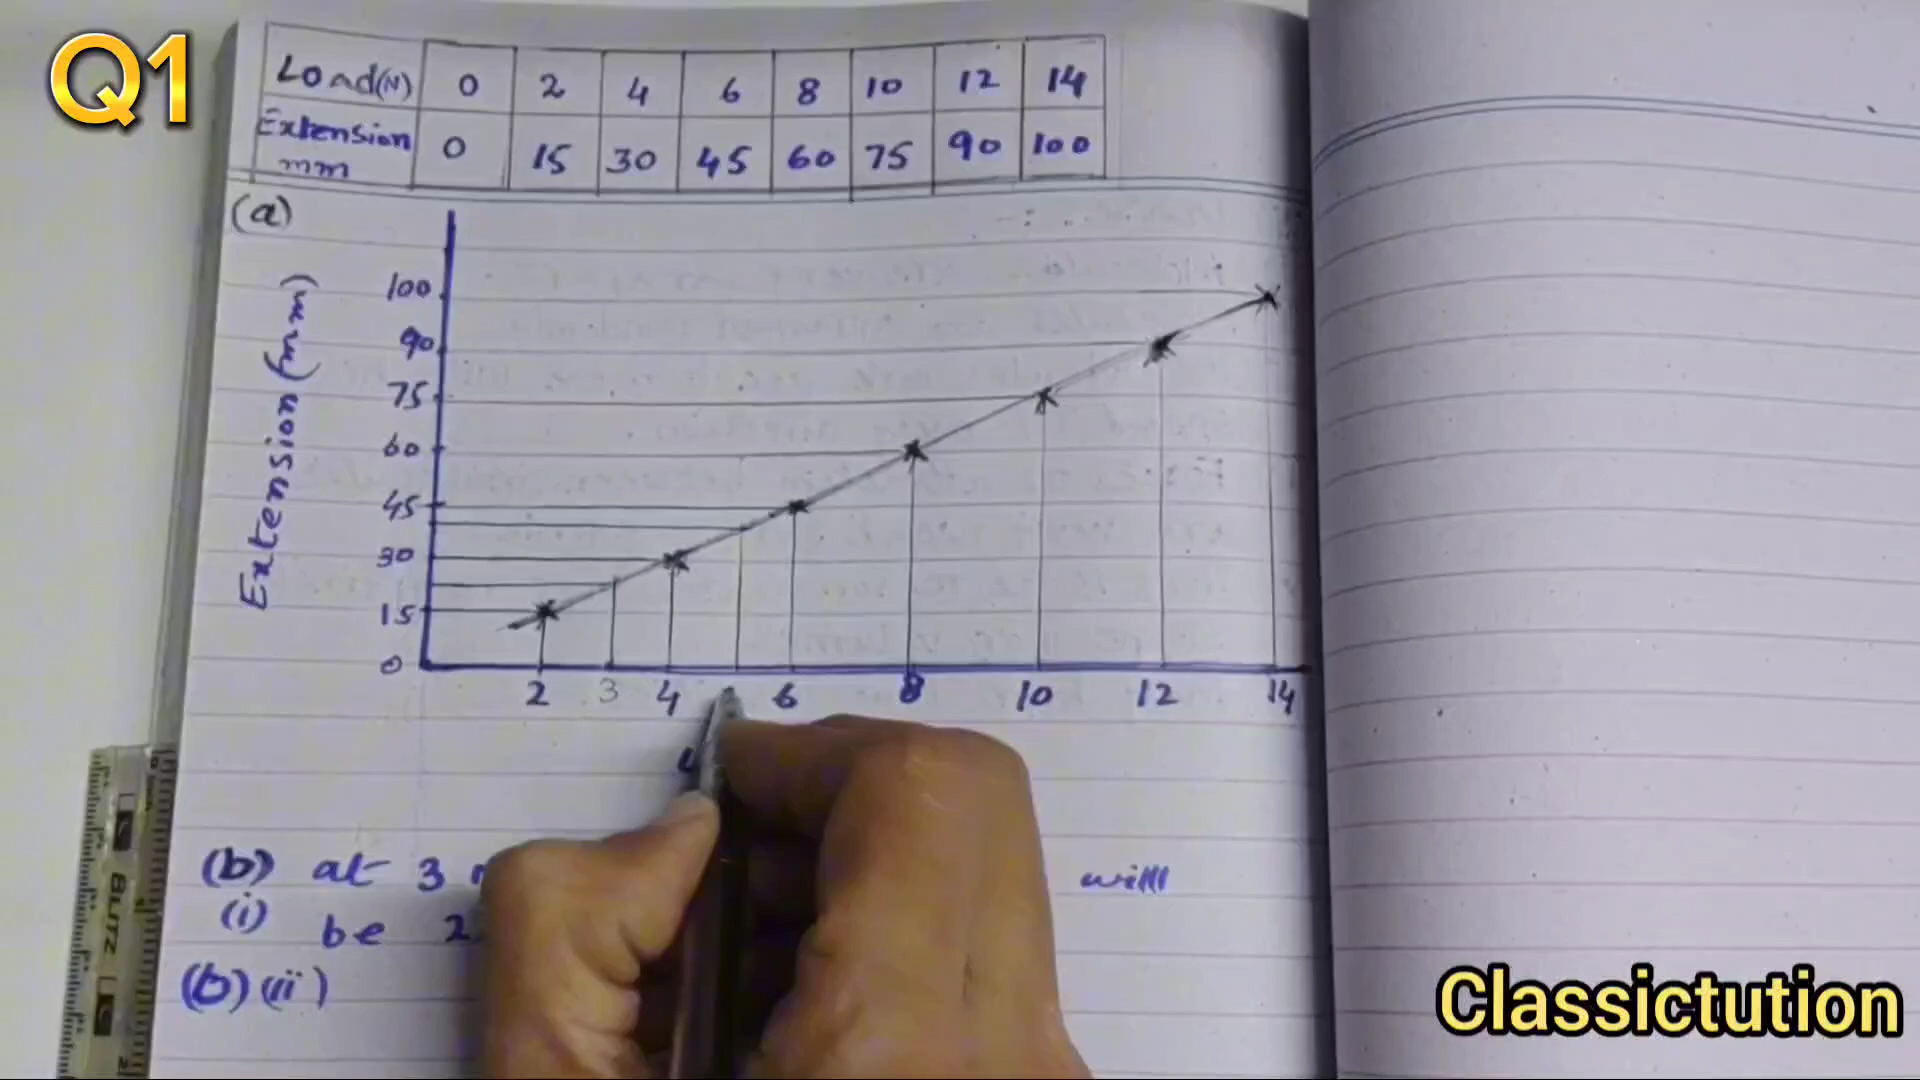 Q1
Load(N) 0 2 4 6 8 10 12 14
Extension mm 0 15 30 45 60 75 90 100
(a)
Extension (mm)
100
90
75
60
45
30
15
0
2 3 4 6 8 10 12 14
(b) at 3 will
(i) be 2
(b)(ii)
BLITZ
Classictution